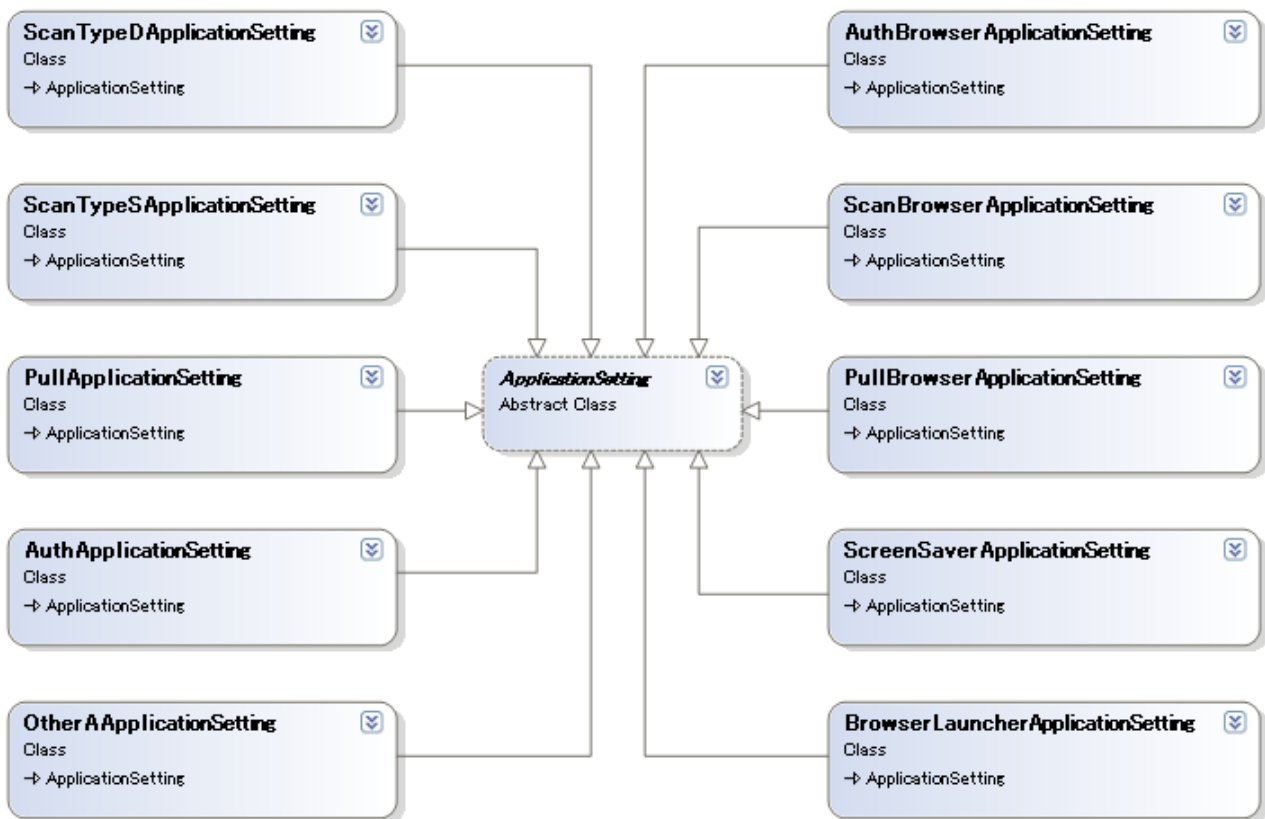 ScanTypeDApplicationSetting
Class
ApplicationSetting
ScanTypeSApplicationSetting
Class
ApplicationSetting
PullApplicationSetting
Class
ApplicationSetting
AuthApplicationSetting
Class
ApplicationSetting
OtherAApplicationSetting
Class
ApplicationSetting
ApplicationSetting
Abstract Class
AuthBrowserApplicationSetting
Class
ApplicationSetting
ScanBrowserApplicationSetting
Class
ApplicationSetting
PullBrowserApplicationSetting
Class
ApplicationSetting
ScreenSaverApplicationSetting
Class
ApplicationSetting
BrowserLauncherApplicationSetting
Class
ApplicationSetting